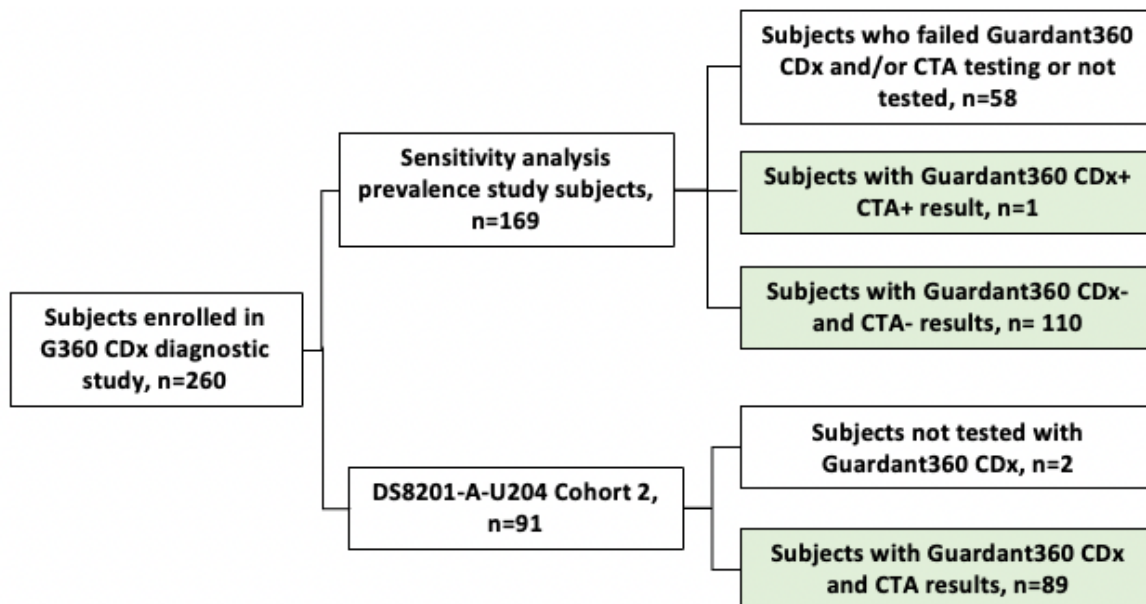 Subjects who failed Guardant360
CDx and/or CTA testing or not
tested, n=58
Sensitivity analysis
prevalence study subjects,
n=169
Subjects with Guardant360 CDx+
CTA+ result, n=1
Subjects with Guardant360 CDx-
and CTA- results, n= 110
Subjects enrolled in
G360 CDx diagnostic
study, n=260
Subjects not tested with
Guardant360 CDx, n=2
DS8201-A-U204 Cohort 2,
n=91
Subjects with Guardant360 CDx
and CTA results, n=89